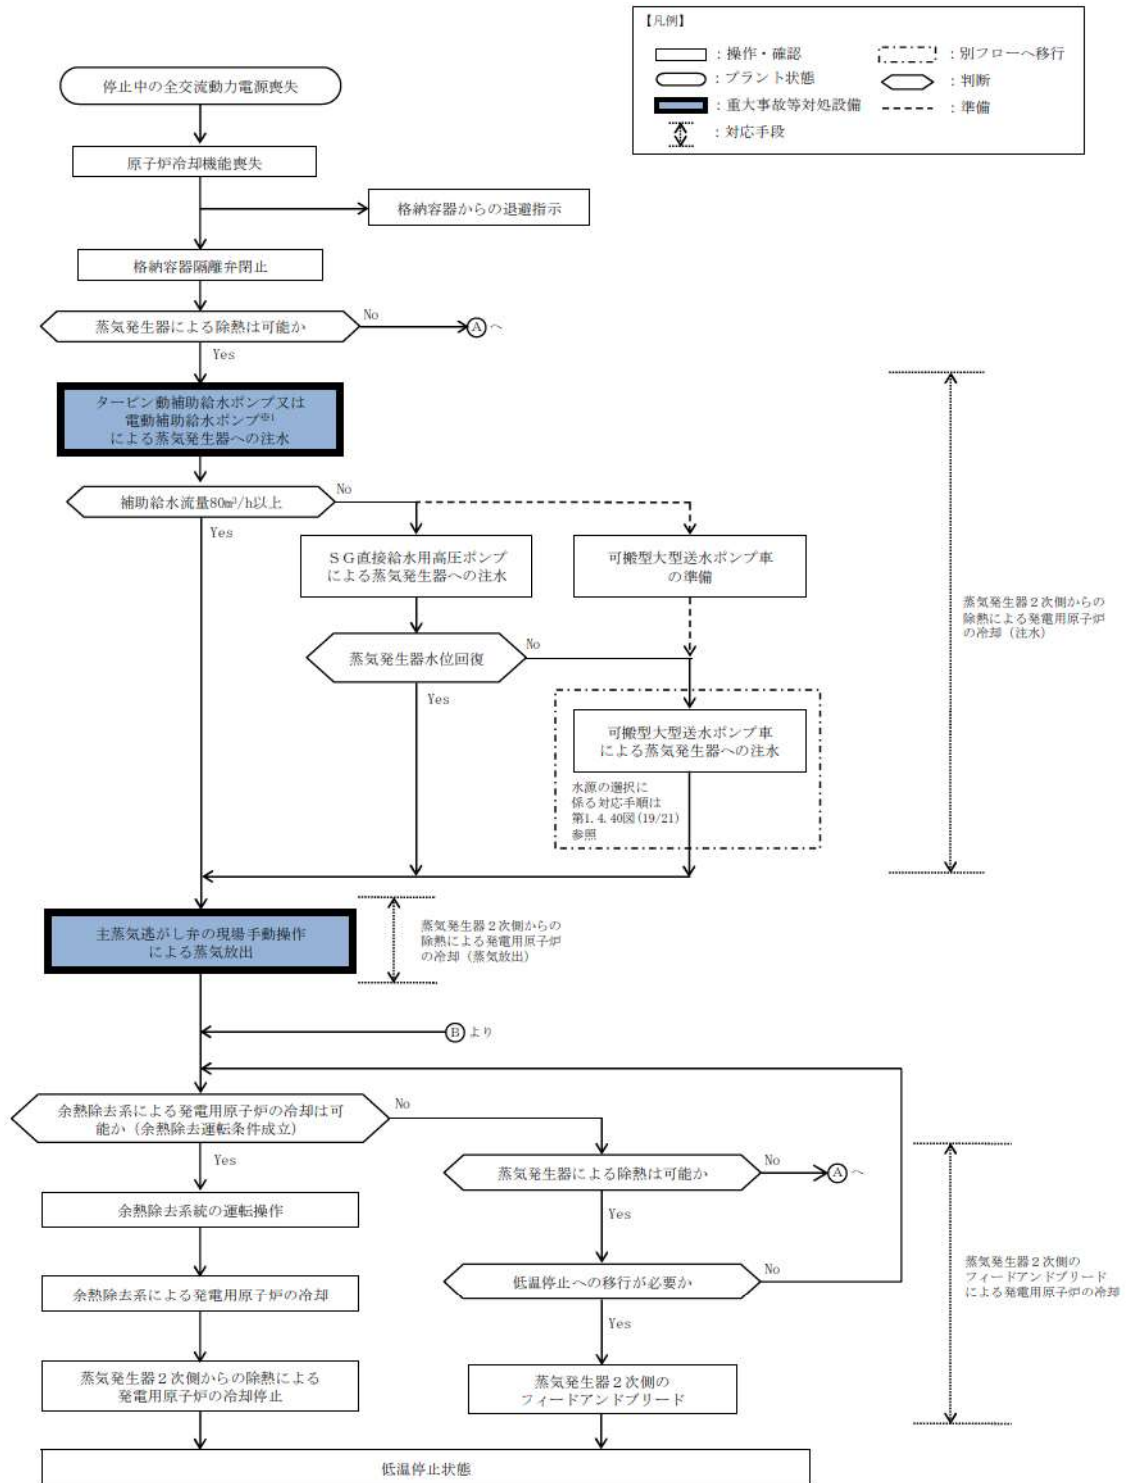 【凡例】
：操作・確認
：別フローへ移行
：プラント状態
：判断
：重大事故等対処設備
：準備
：対応手段
停止中の全交流動力電源喪失
原子炉冷却機能喪失
格納容器からの退避指示
格納容器隔離弁閉止
蒸気発生器による除熱は可能か
No
Ⓐへ
Yes
タービン動補助給水ポンプ又は
電動補助給水ポンプ※1
による蒸気発生器への注水
補助給水流量80m³/h以上
No
Yes
ＳＧ直接給水用高圧ポンプ
による蒸気発生器への注水
可搬型大型送水ポンプ車
の準備
蒸気発生器水位回復
No
Yes
可搬型大型送水ポンプ車
による蒸気発生器への注水
水源の選択に
係る対応手順は
第1.4.40図(19/21)
参照
蒸気発生器２次側からの
除熱による発電用原子炉
の冷却(注水)
主蒸気逃がし弁の現場手動操作
による蒸気放出
蒸気発生器２次側からの
除熱による発電用原子炉
の冷却（蒸気放出）
Ⓑより
余熱除去系による発電用原子炉の冷却は可
能か（余熱除去運転条件成立）
No
Yes
蒸気発生器による除熱は可能か
No
Ⓐへ
Yes
余熱除去系統の運転操作
低温停止への移行が必要か
No
Yes
余熱除去系による発電用原子炉の冷却
蒸気発生器２次側の
フィードアンドブリード
による発電用原子炉の冷却
蒸気発生器２次側からの除熱による
発電用原子炉の冷却停止
蒸気発生器２次側の
フィードアンドブリード
低温停止状態